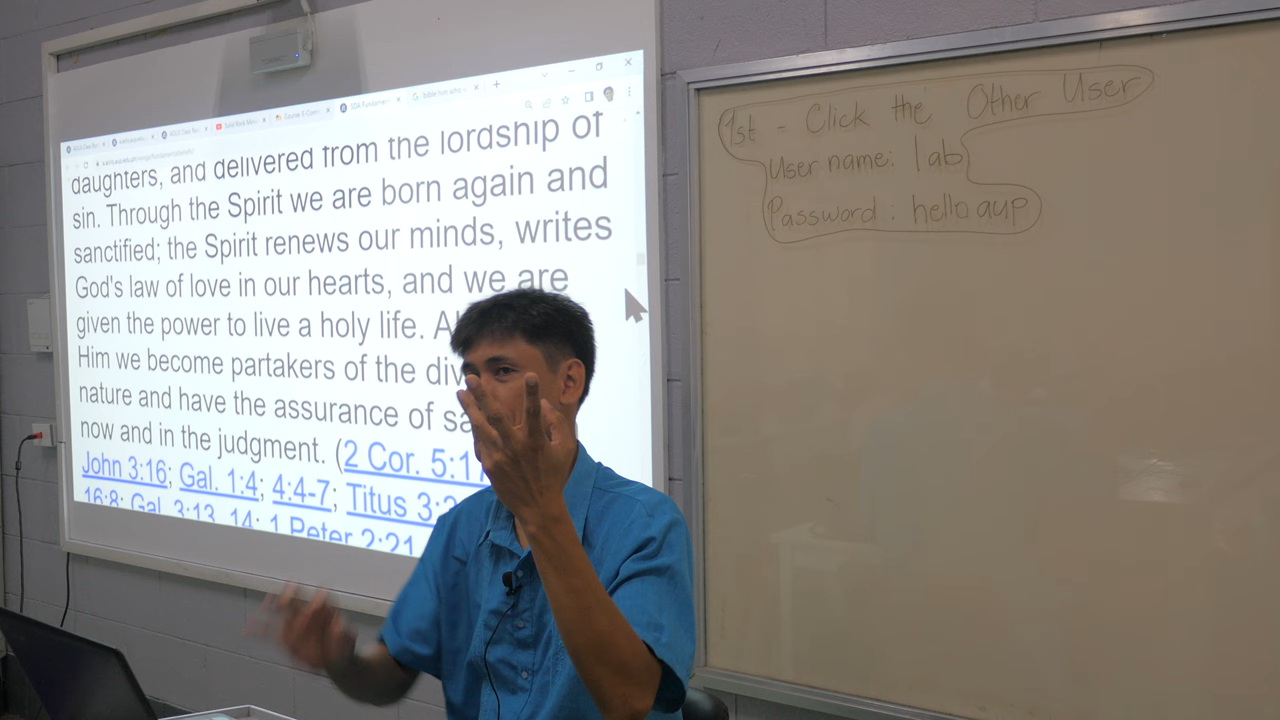 daughters, and delivered from the lordship of
sin. Through the Spirit we are born again and
sanctified; the Spirit renews our minds, writes
God's law of love in our hearts, and we are
given the power to live a holy life.
Him we become partakers of the
nature and have the assurance of
now and in the judgment. (2 Cor. 5:17
John 3:16; Gal. 1:4; 4:4-7; Titus 3:
16:8; Gal. 3:13, 14; 1 Peter 2:21
1st - Click the Other User
User name: lab
Password: hello aup